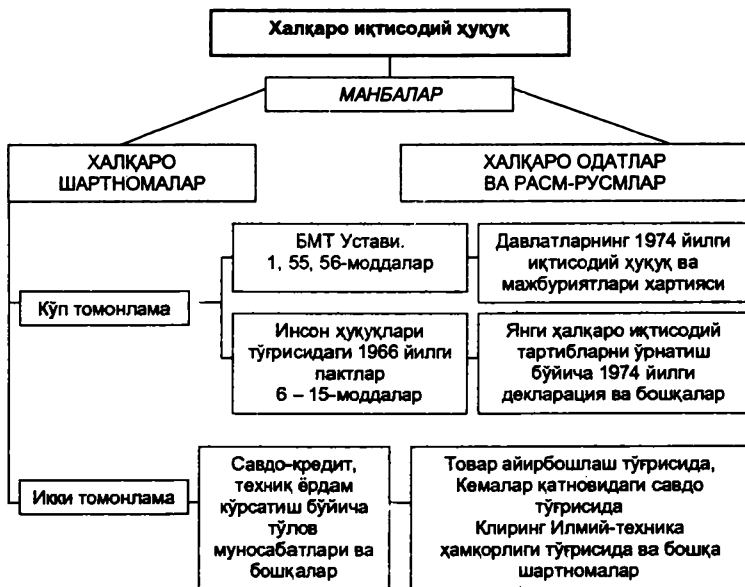 Халқаро иқтисодий ҳуқуқ
МАНБАЛАР
ХАЛҚАРО
ШАРТНОМАЛАР
ХАЛҚАРО ОДАТЛАР
ВА РАСМ-РУСМЛАР
Кўп томонлама
БМТ Устави.
1, 55, 56-моддалар
Давлатларнинг 1974 йилги
иқтисодий ҳуқуқ ва
мажбуриятлари хартияси
Инсон ҳуқуқлари
тўғрисидаги 1966 йилги
пактлар
6 – 15-моддалар
Янги халқаро иқтисодий
тартибларни ўрнатиш
бўйича 1974 йилги
декларация ва бошқалар
Икки томонлама
Савдо-кредит,
техник ёрдам
кўрсатиш бўйича
тўлов
муносабатлари ва
бошқалар
Товар айирбошлаш тўғрисида,
Кемалар қатновидаги савдо
тўғрисида
Клиринг Илмий-техника
ҳамкорлиги тўғрисида ва бошқа
шартномалар